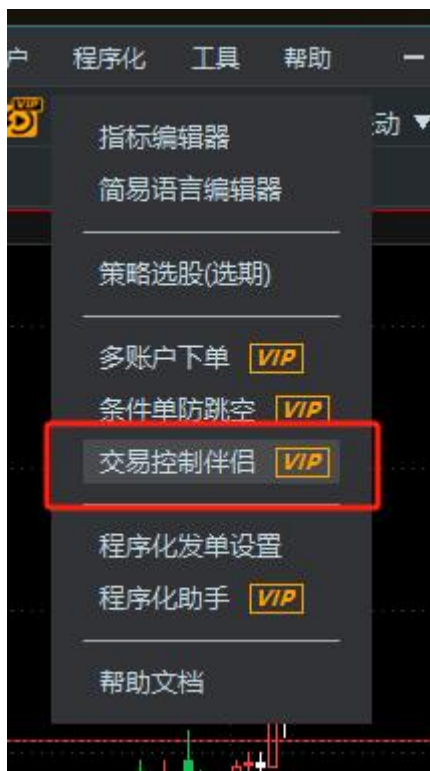 户 程序化 工具 帮助
VIP 动
指标编辑器
简易语言编辑器
策略选股(选期)
多账户下单 VIP
条件单防跳空 VIP
交易控制伴侣 VIP
程序化发单设置
程序化助手 VIP
帮助文档